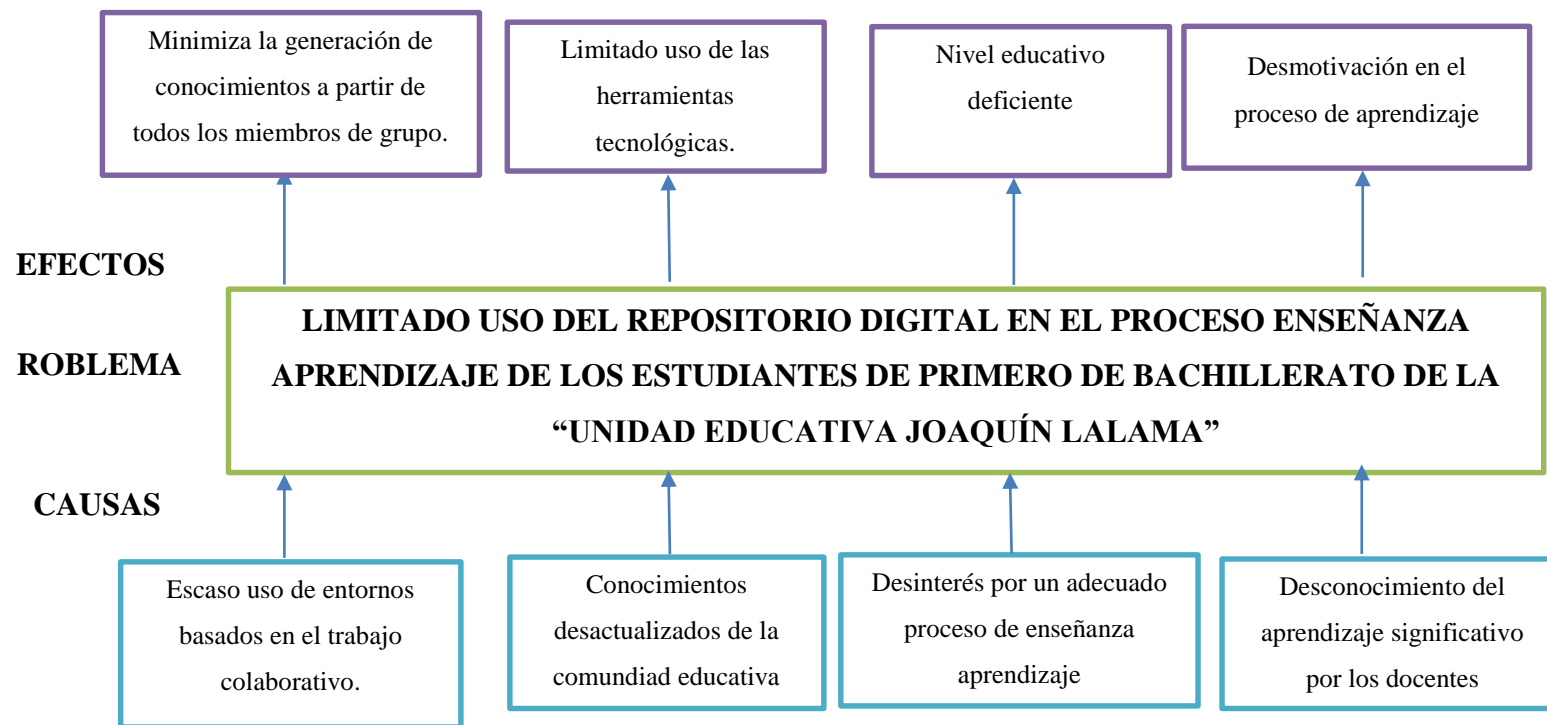 Minimiza la generación de
conocimientos a partir de
todos los miembros de grupo.
Limitado uso de las
herramientas
tecnológicas.
Nivel educativo
deficiente
Desmotivación en el
proceso de aprendizaje
EFECTOS
ROBLEMA
LIMITADO USO DEL REPOSITORIO DIGITAL EN EL PROCESO ENSEÑANZA
APRENDIZAJE DE LOS ESTUDIANTES DE PRIMERO DE BACHILLERATO DE LA
“UNIDAD EDUCATIVA JOAQUÍN LALAMA”
CAUSAS
Escaso uso de entornos
basados en el trabajo
colaborativo.
Conocimientos
desactualizados de la
comundiad educativa
Desinterés por un adecuado
proceso de enseñanza
aprendizaje
Desconocimiento del
aprendizaje significativo
por los docentes